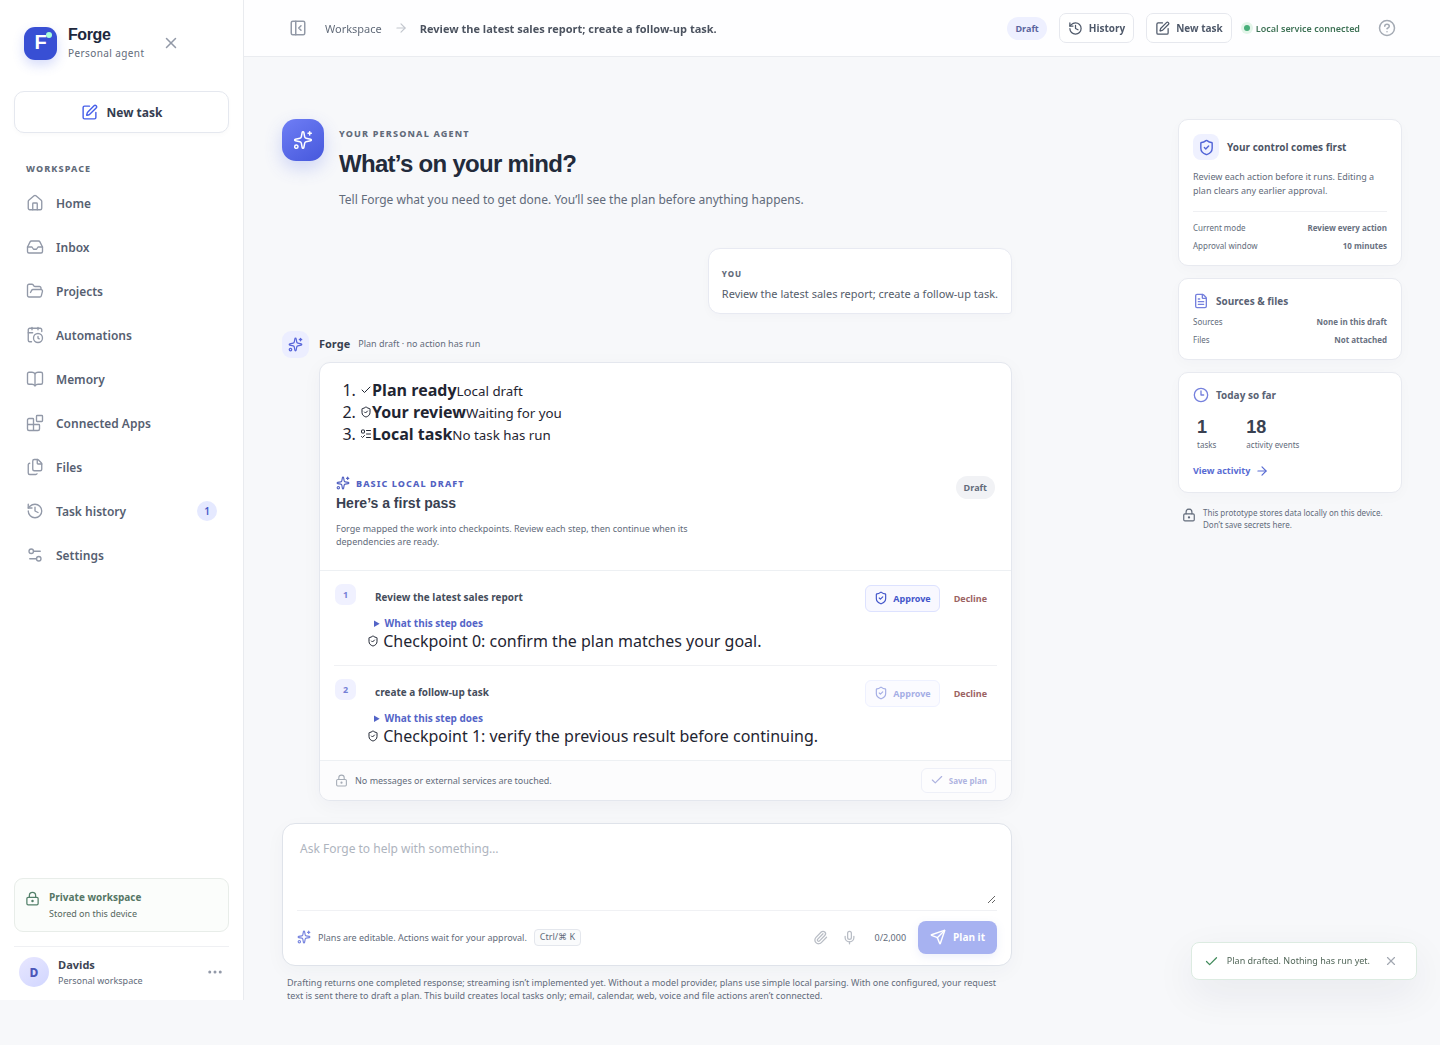 F
Forge
Personal agent
New task
WORKSPACE
Home
Inbox
Projects
Automations
Memory
Connected Apps
Files
Task history 1
Settings
Private workspace
Stored on this device
D
Davids
Personal workspace
Workspace → Review the latest sales report; create a follow-up task.
Draft
History
New task
Local service connected
YOUR PERSONAL AGENT
What’s on your mind?
Tell Forge what you need to get done. You’ll see the plan before anything happens.
YOU
Review the latest sales report; create a follow-up task.
Forge Plan draft · no action has run
1. Plan ready Local draft
2. Your review Waiting for you
3. Local task No task has run
BASIC LOCAL DRAFT
Draft
Here’s a first pass
Forge mapped the work into checkpoints. Review each step, then continue when its
dependencies are ready.
1 Review the latest sales report Approve Decline
What this step does
Checkpoint 0: confirm the plan matches your goal.
2 create a follow-up task Approve Decline
What this step does
Checkpoint 1: verify the previous result before continuing.
No messages or external services are touched. Save plan
Ask Forge to help with something...
Plans are editable. Actions wait for your approval. Ctrl/⌘ K 0/2,000 Plan it
Drafting returns one completed response; streaming isn’t implemented yet. Without a model provider, plans use simple local parsing. With one configured, your request
text is sent there to draft a plan. This build creates local tasks only; email, calendar, web, voice and file actions aren’t connected.
Your control comes first
Review each action before it runs. Editing a
plan clears any earlier approval.
Current mode Review every action
Approval window 10 minutes
Sources & files
Sources None in this draft
Files Not attached
Today so far
1 18
tasks activity events
View activity →
This prototype stores data locally on this device.
Don’t save secrets here.
Plan drafted. Nothing has run yet.